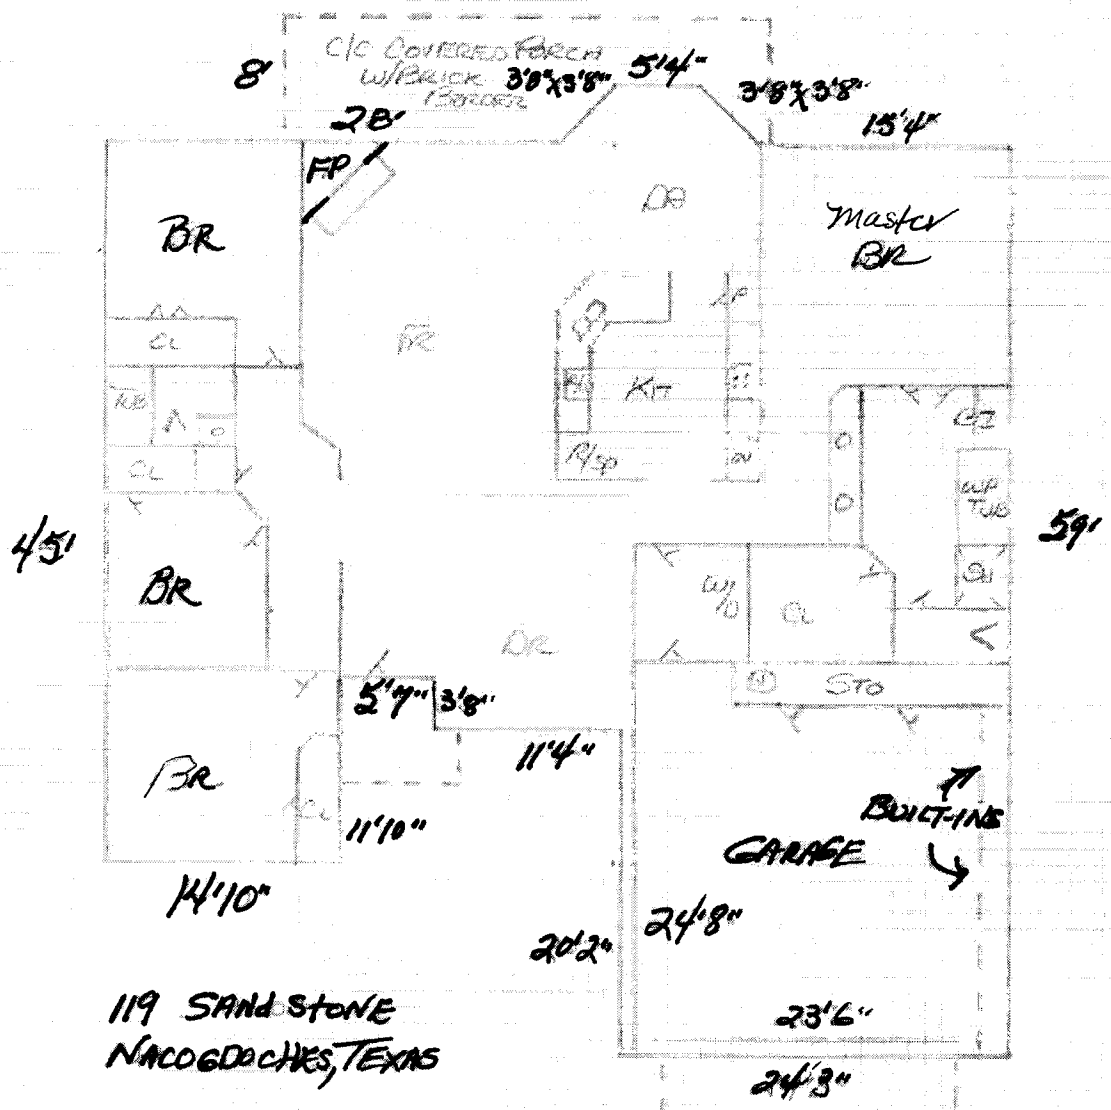 C/C COVERED PORCH
W/BRICK
BORDER
8'
3'8"x3'8"
5'4"
3'8"x3'8"
28'
15'4"
FP
BR
Master
BR
CL
KIT
R/SP
CL
WP
TUB
45'
59'
BR
W/D
CL
SH
DR
STO
5'7"
3'8"
11'4"
BR
CL
11'10"
BUILT-INS
GARAGE
14'10"
24'8"
20'2"
119 SANDSTONE
NACOGDOCHES, TEXAS
23'6"
24'3"